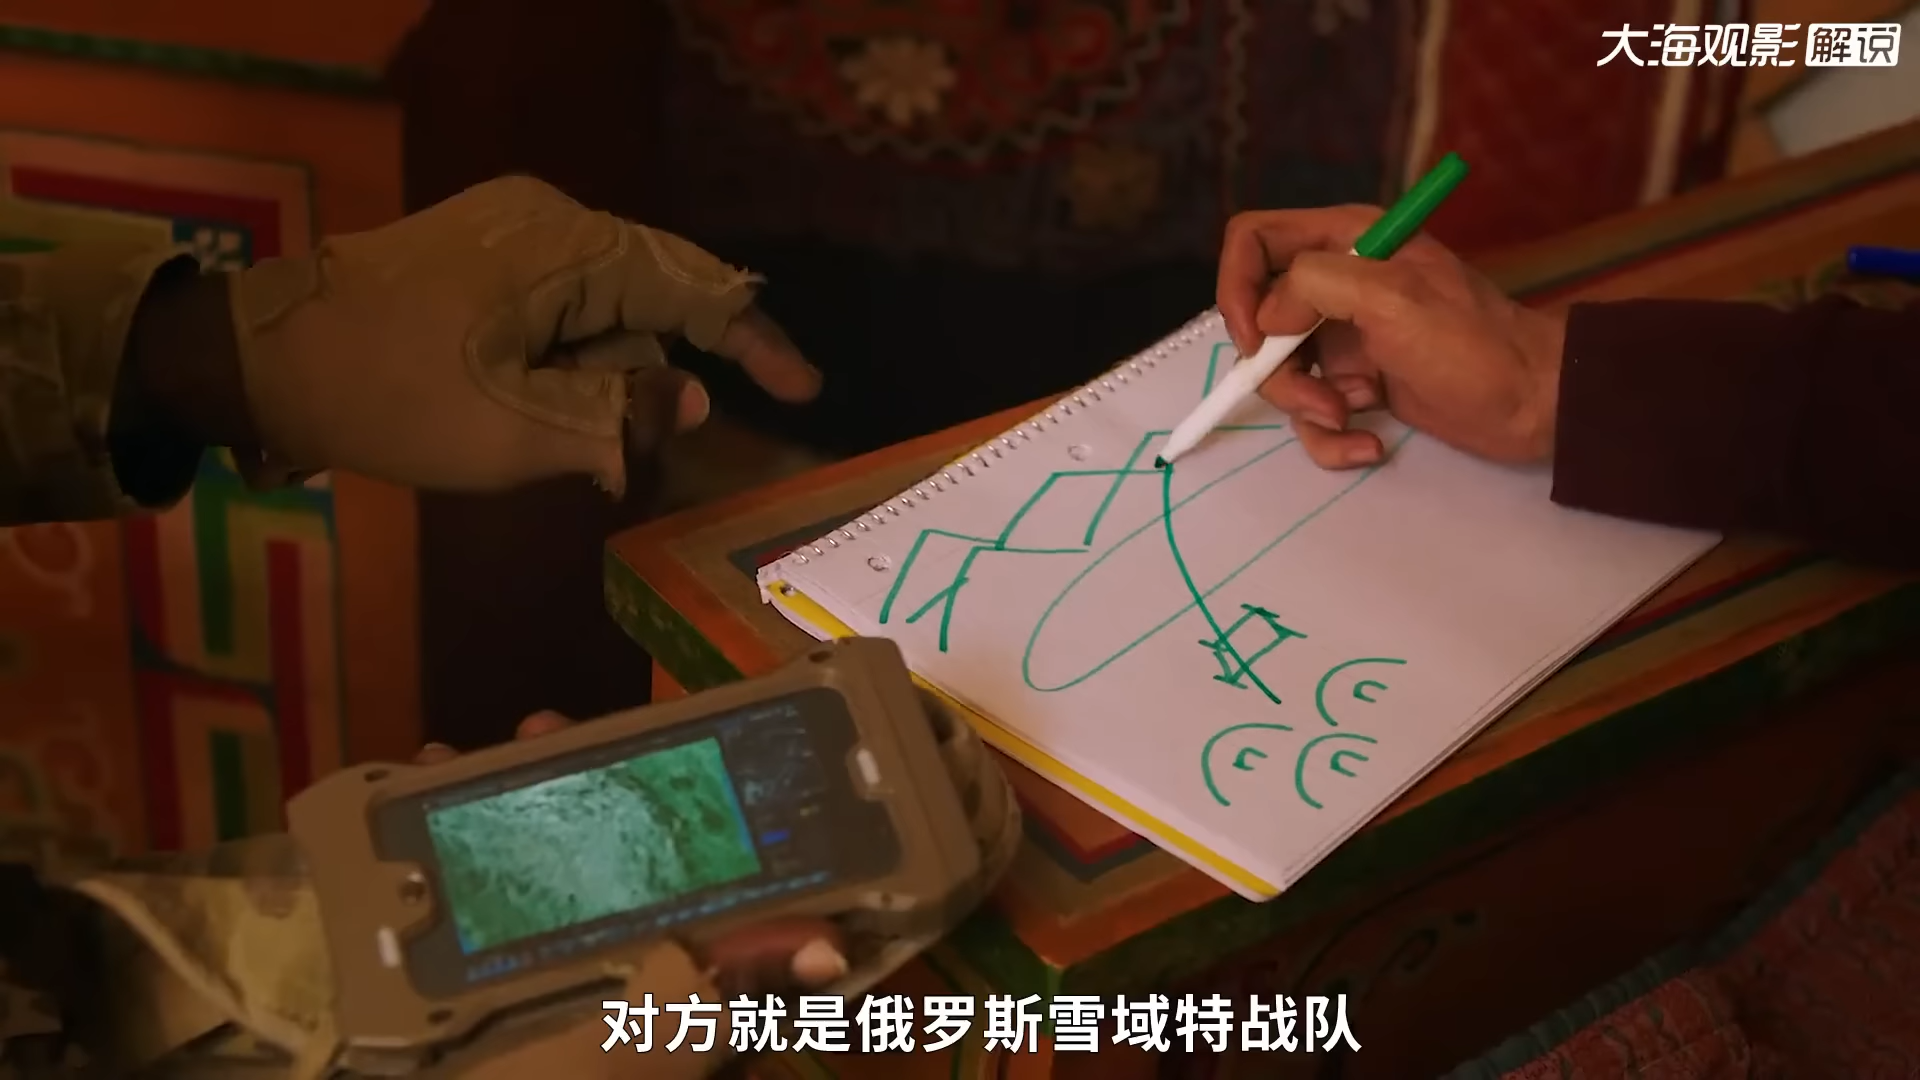 大海观影 解说
对方就是俄罗斯雪域特战队